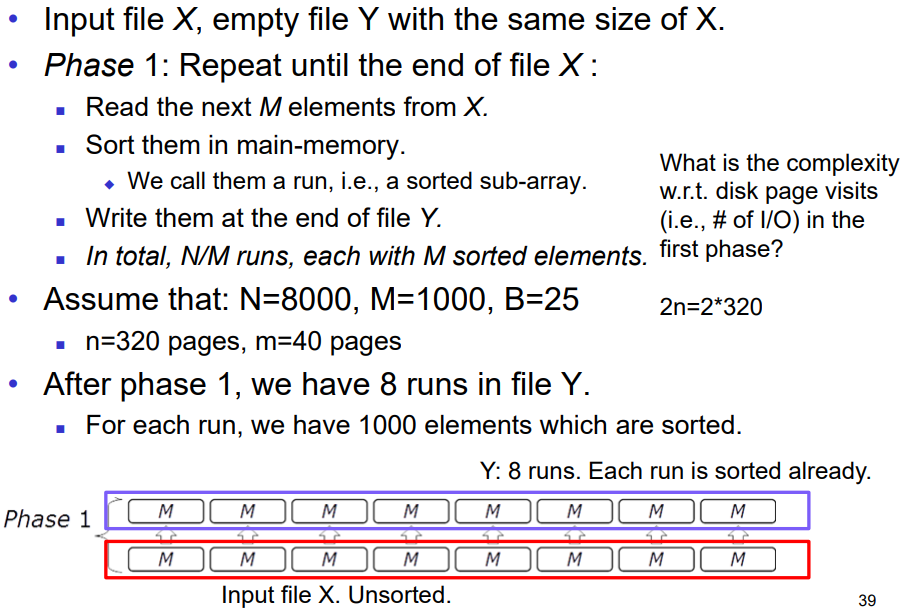 • Input file X, empty file Y with the same size of X.
• Phase 1: Repeat until the end of file X :
▪ Read the next M elements from X.
▪ Sort them in main-memory.
◆ We call them a run, i.e., a sorted sub-array.
▪ Write them at the end of file Y.
▪ In total, N/M runs, each with M sorted elements.
What is the complexity
w.r.t. disk page visits
(i.e., # of I/O) in the
first phase?
2n=2*320
• Assume that: N=8000, M=1000, B=25
▪ n=320 pages, m=40 pages
• After phase 1, we have 8 runs in file Y.
▪ For each run, we have 1000 elements which are sorted.
Y: 8 runs. Each run is sorted already.
Phase 1
M M M M M M M M
M M M M M M M M
Input file X. Unsorted.
39